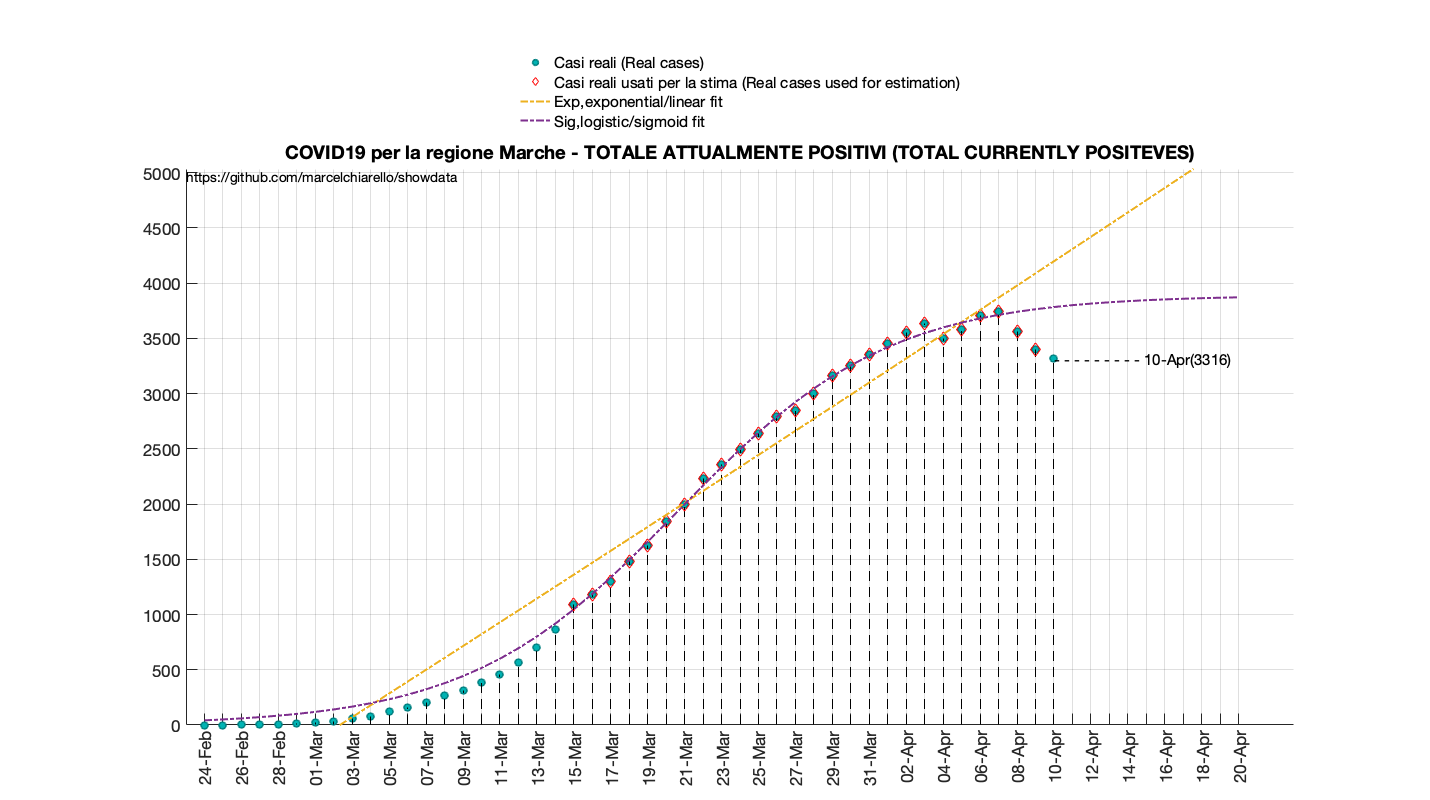 Casi reali (Real cases)
Casi reali usati per la stima (Real cases used for estimation)
Exp,exponential/linear fit
Sig,logistic/sigmoid fit
COVID19 per la regione Marche - TOTALE ATTUALMENTE POSITIVI (TOTAL CURRENTLY POSITEVES)
https://github.com/marcelchiarello/showdata
5000
4500
4000
3500
3000
2500
2000
1500
1000
500
0
10-Apr(3316)
24-Feb
26-Feb
28-Feb
01-Mar
03-Mar
05-Mar
07-Mar
09-Mar
11-Mar
13-Mar
15-Mar
17-Mar
19-Mar
21-Mar
23-Mar
25-Mar
27-Mar
29-Mar
31-Mar
02-Apr
04-Apr
06-Apr
08-Apr
10-Apr
12-Apr
14-Apr
16-Apr
18-Apr
20-Apr